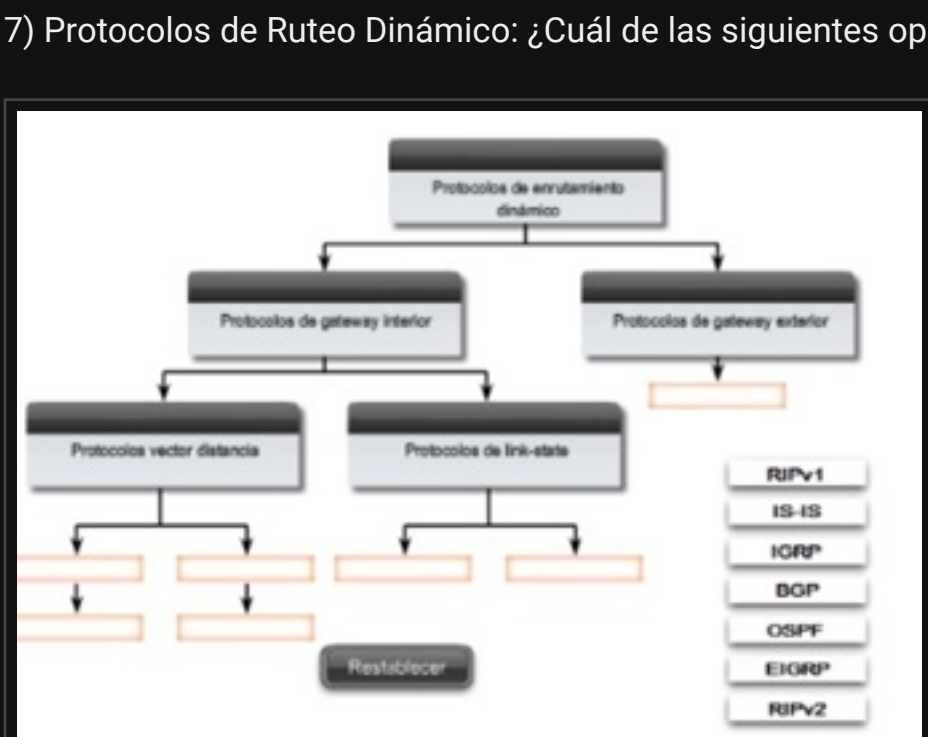 7) Protocolos de Ruteo Dinámico: ¿Cuál de las siguientes op
Protocolos de enrutamiento
dinámico
Protocolos de gateway interior
Protocolos de gateway exterior
Protocolos vector distancia
Protocolos de link-state
RIPv1
IS-IS
IGRP
BGP
OSPF
EIGRP
RIPv2
Restablecer